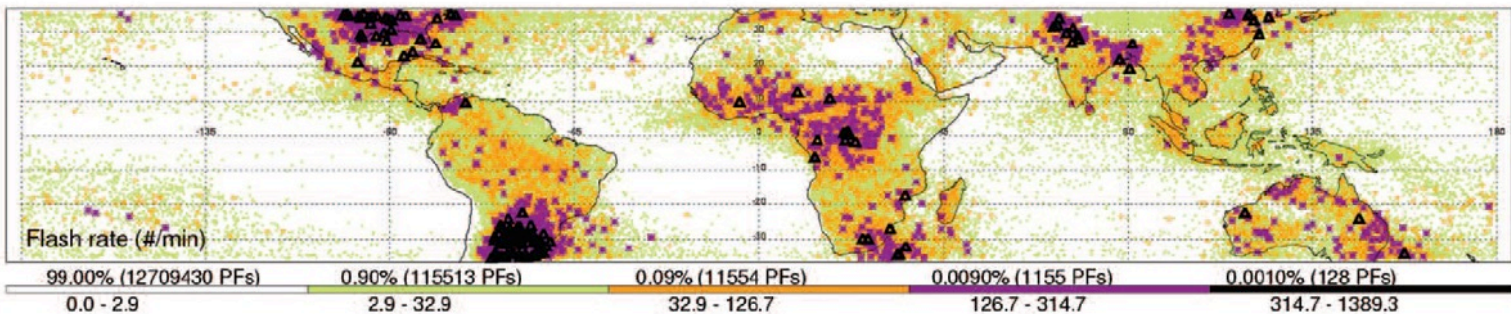 30
20
10
-135 -90 -45 0 90 135 180
-10
-20
-30
Flash rate (#/min)
99.00% (12709430 PFs) 0.90% (115513 PFs) 0.09% (11554 PFs) 0.0090% (1155 PFs) 0.0010% (128 PFs)
0.0 - 2.9 2.9 - 32.9 32.9 - 126.7 126.7 - 314.7 314.7 - 1389.3